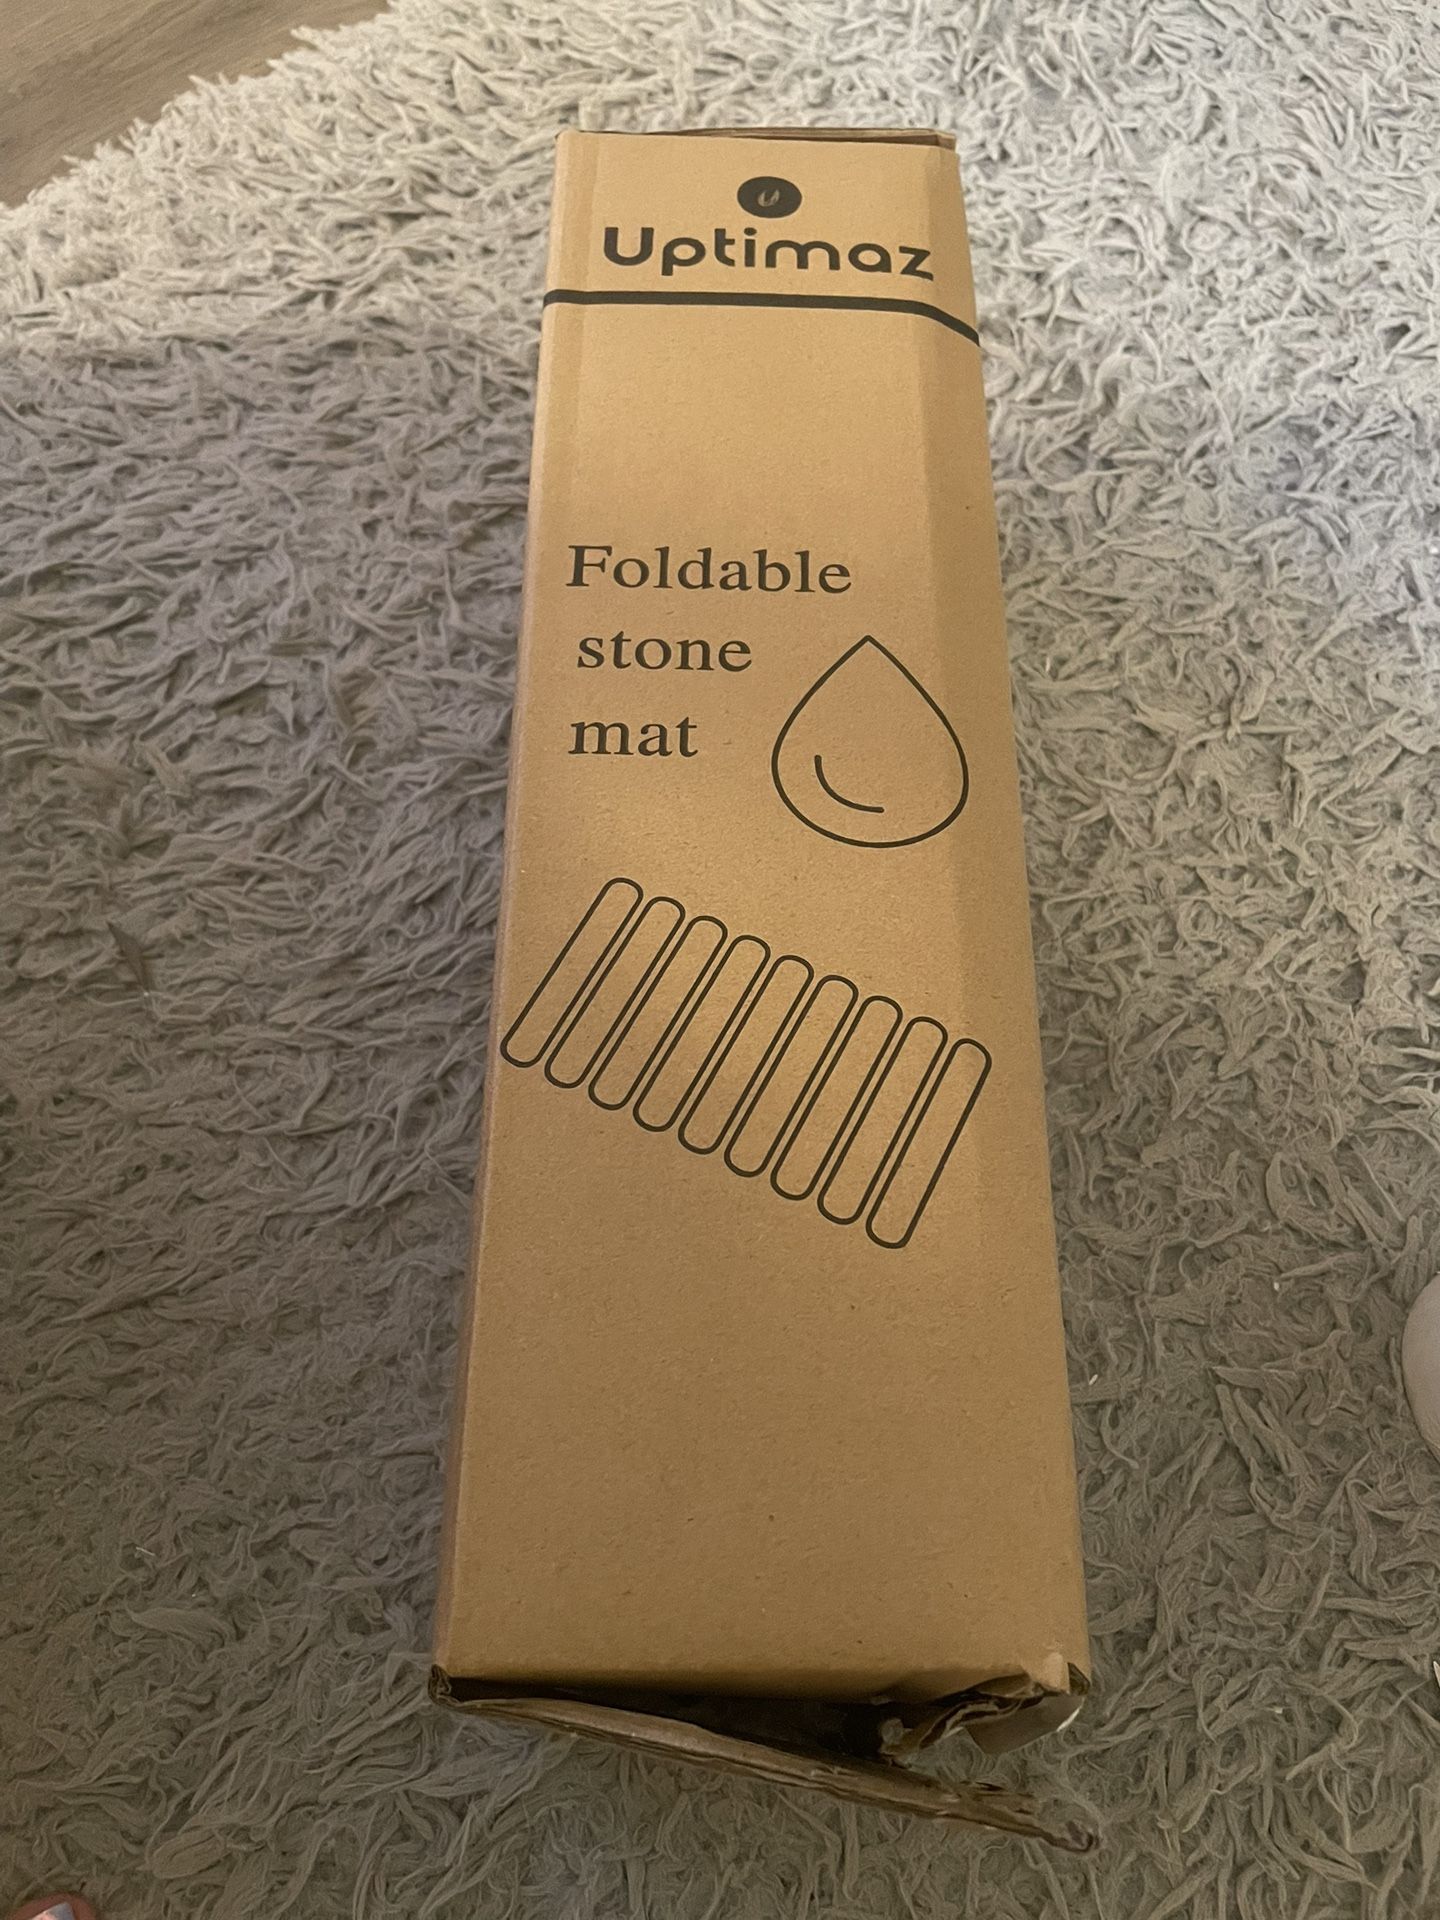 U
Uptimaz
Foldable
stone
mat